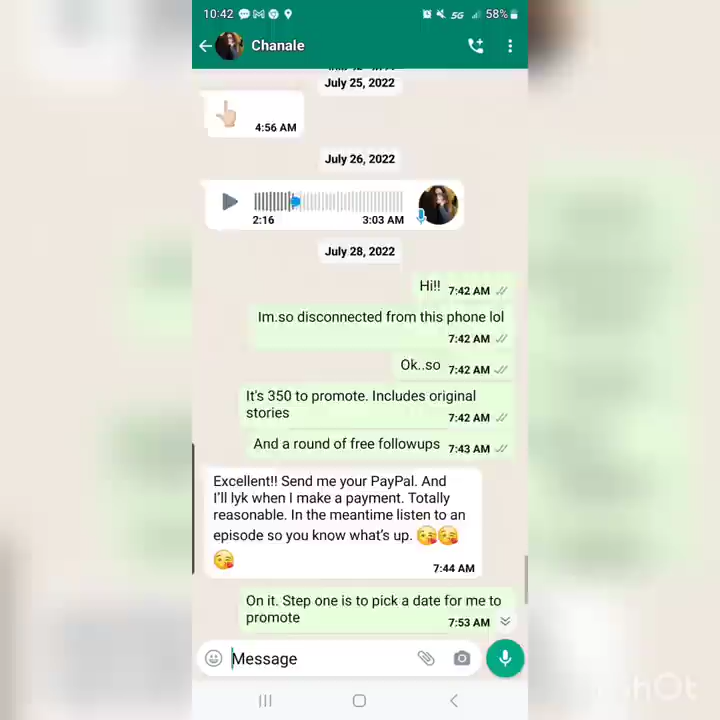 10:42
5G
58%
Chanale
July 25, 2022
4:56 AM
July 26, 2022
2:16
3:03 AM
July 28, 2022
Hi!!
7:42 AM
Im.so disconnected from this phone lol
7:42 AM
Ok..so
7:42 AM
It's 350 to promote. Includes original
stories
7:42 AM
And a round of free followups
7:43 AM
Excellent!! Send me your PayPal. And
I'll lyk when I make a payment. Totally
reasonable. In the meantime listen to an
episode so you know what's up. 😘😘
😘
7:44 AM
On it. Step one is to pick a date for me to
promote
7:53 AM
Message